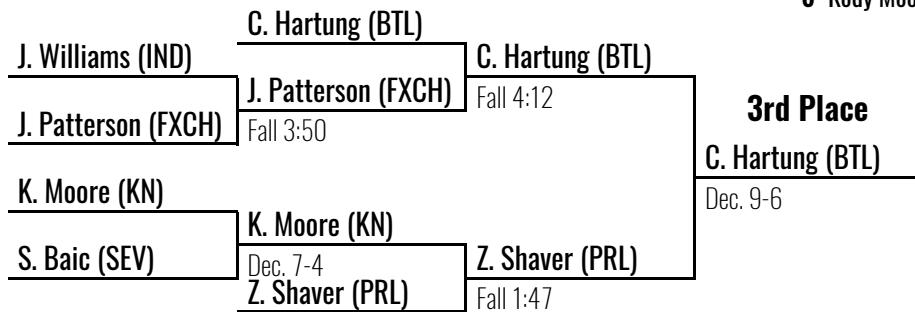 Kody
C. Hartung (BTL)
J. Williams (IND)
C. Hartung (BTL)
J. Patterson (FXCH)
Fall 4:12
3rd Place
J. Patterson (FXCH)
Fall 3:50
C. Hartung (BTL)
K. Moore (KN)
Dec. 9-6
K. Moore (KN)
S. Baic (SEV)
Dec. 7-4
Z. Shaver (PRL)
Z. Shaver (PRL)
Fall 1:47